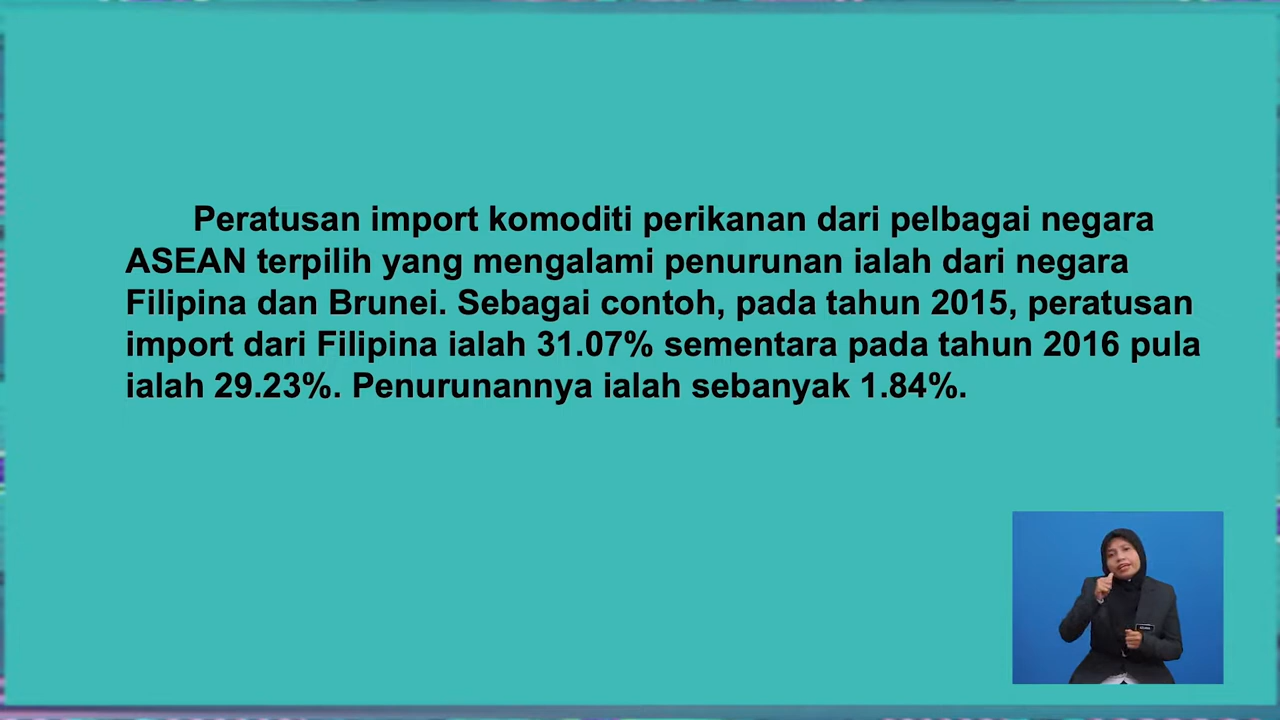 Peratusan import komoditi perikanan dari pelbagai negara
ASEAN terpilih yang mengalami penurunan ialah dari negara
Filipina dan Brunei. Sebagai contoh, pada tahun 2015, peratusan
import dari Filipina ialah 31.07% sementara pada tahun 2016 pula
ialah 29.23%. Penurunannya ialah sebanyak 1.84%.